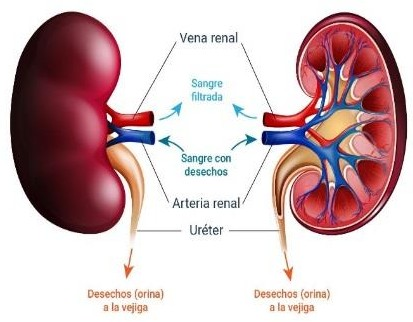 Vena renal
Sangre
filtrada
Sangre con
desechos
Arteria renal
Uréter
Desechos (orina)
a la vejiga
Desechos (orina)
a la vejiga